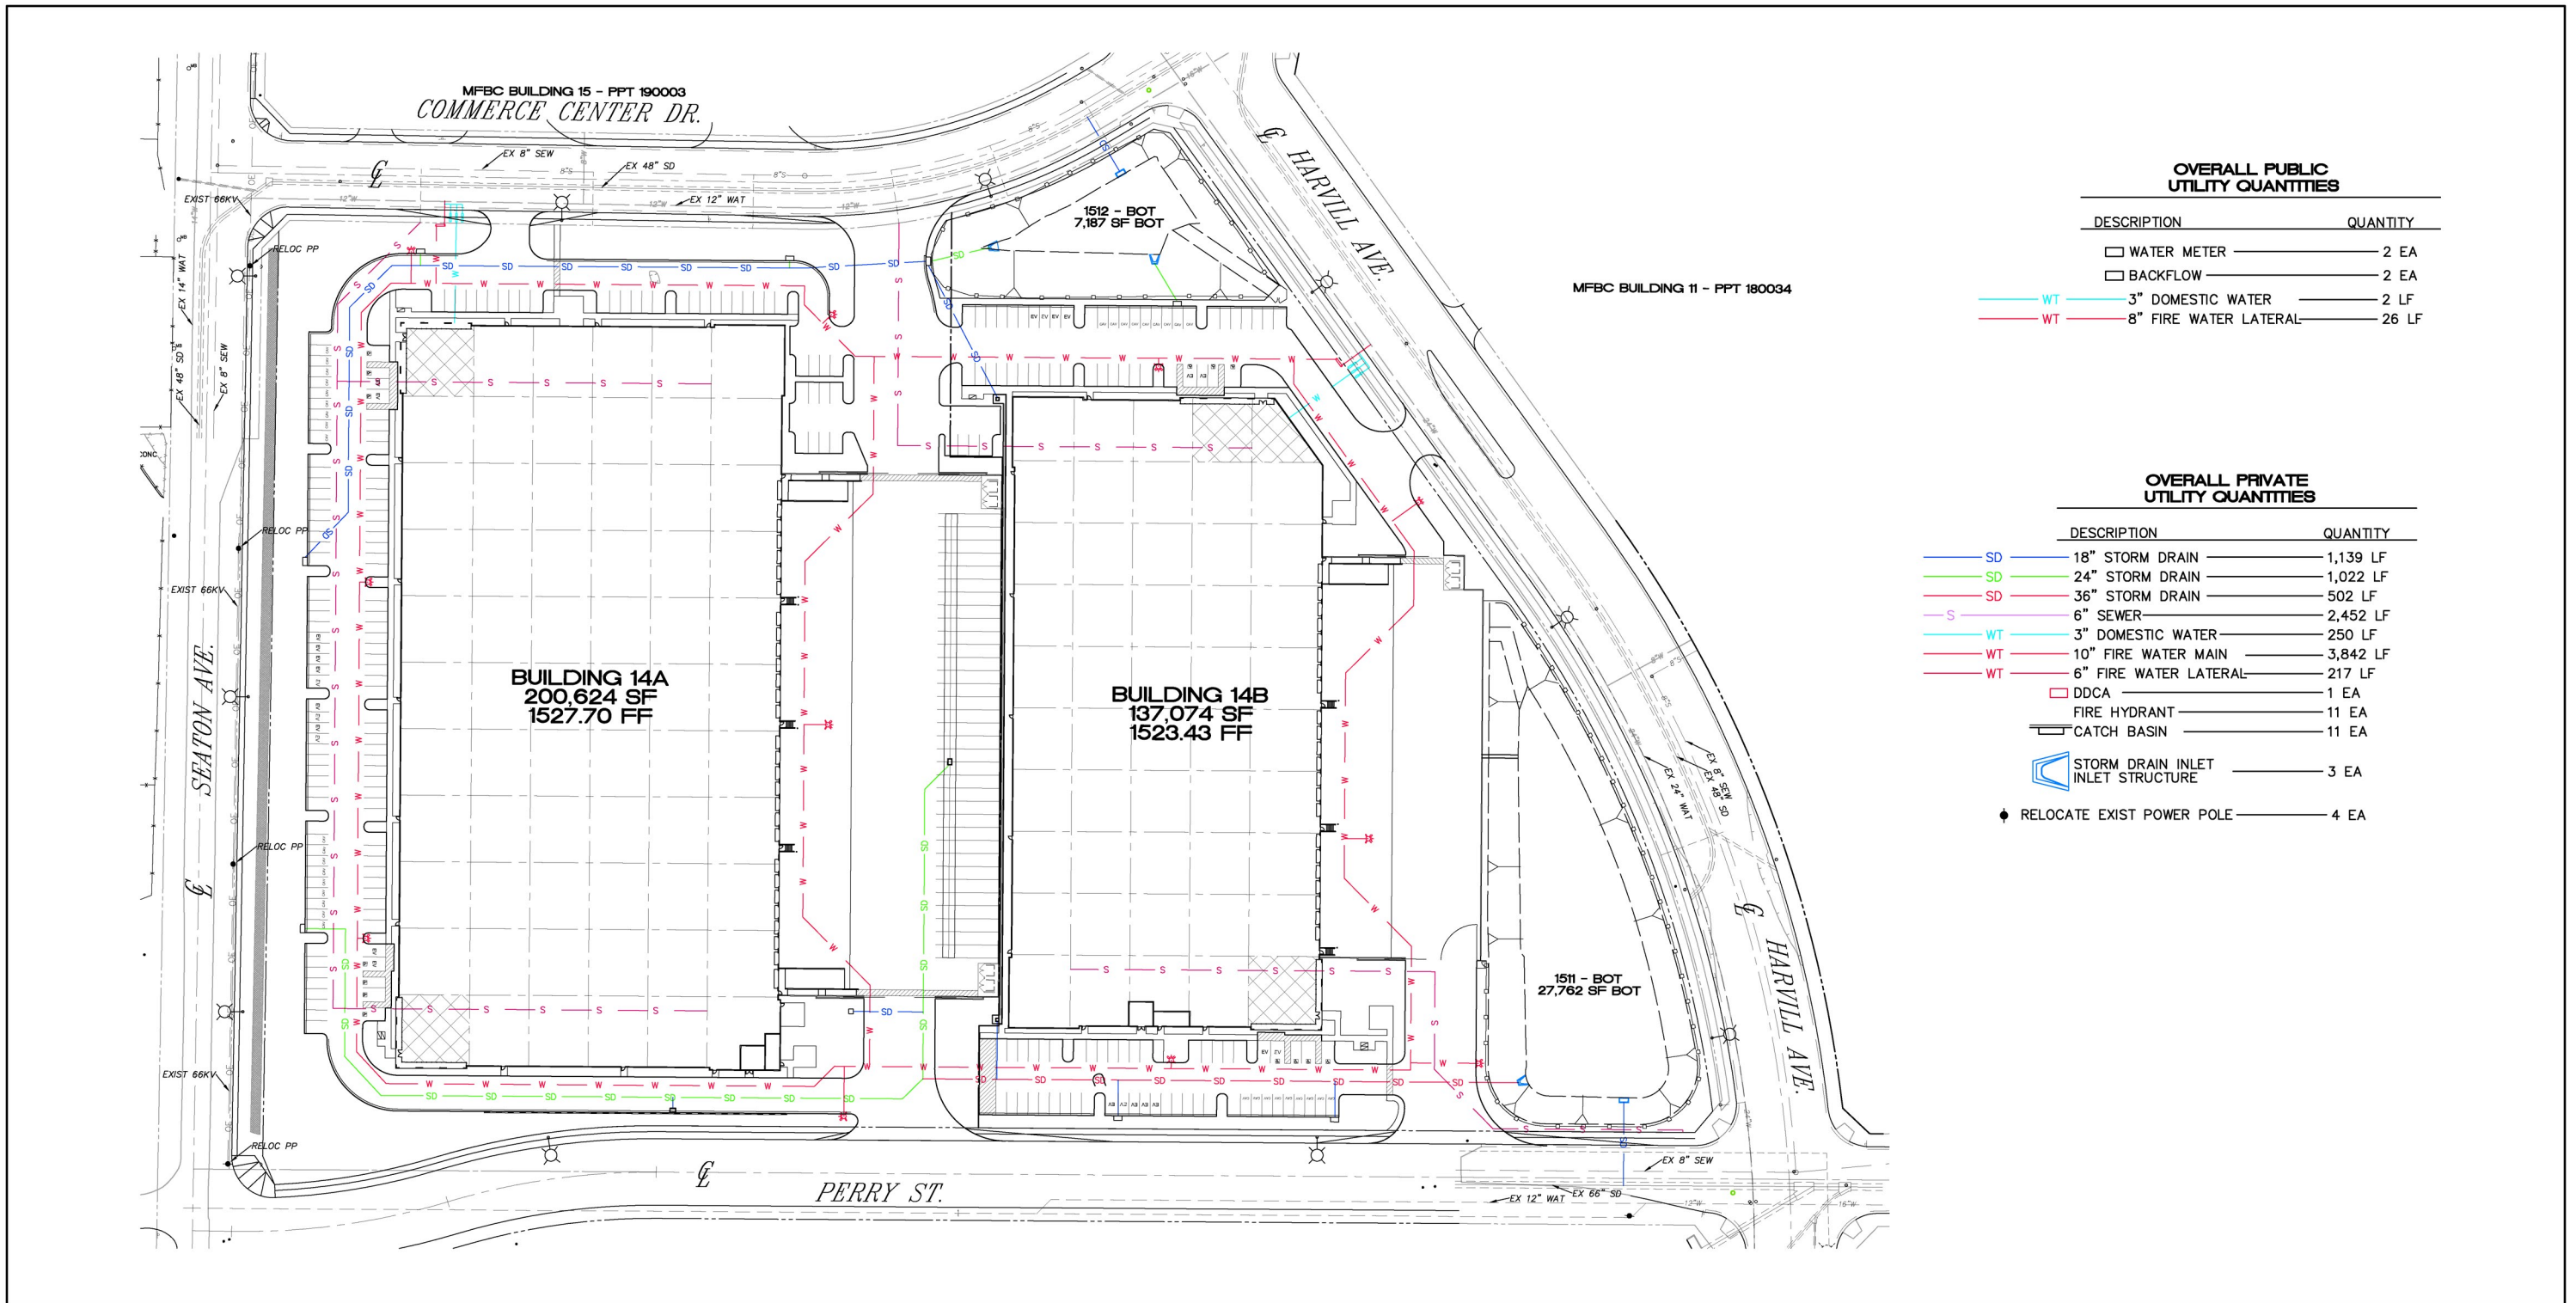 MFBC BUILDING 15 - PPT 190003
COMMERCE CENTER DR.
EX 8" SEW
EX 48" SD
EX 12" WAT
EXIST 66KV
RELOC PP
EX 14" WAT
EX 48" SD
EX 8" SEW
HARVILL AVE.
1512 - BOT
7,187 SF BOT
MFBC BUILDING 11 - PPT 180034
CONC
RELOC PP
EXIST 66KV
SEATON AVE.
BUILDING 14A
200,624 SF
1527.70 FF
BUILDING 14B
137,074 SF
1523.43 FF
RELOC PP
EX 8" SEW
EX 48" SD
EX 24" WAT
1511 - BOT
27,762 SF BOT
HARVILL AVE.
EXIST 66KV
RELOC PP
PERRY ST.
EX 8" SEW
EX 12" WAT
EX 66" SD
OVERALL PUBLIC
UTILITY QUANTITIES
DESCRIPTION QUANTITY
WATER METER 2 EA
BACKFLOW 2 EA
WT 3" DOMESTIC WATER 2 LF
WT 8" FIRE WATER LATERAL 26 LF
OVERALL PRIVATE
UTILITY QUANTITIES
DESCRIPTION QUANTITY
SD 18" STORM DRAIN 1,139 LF
SD 24" STORM DRAIN 1,022 LF
SD 36" STORM DRAIN 502 LF
S 6" SEWER 2,452 LF
WT 3" DOMESTIC WATER 250 LF
WT 10" FIRE WATER MAIN 3,842 LF
WT 6" FIRE WATER LATERAL 217 LF
DDCA 1 EA
FIRE HYDRANT 11 EA
CATCH BASIN 11 EA
STORM DRAIN INLET
INLET STRUCTURE 3 EA
RELOCATE EXIST POWER POLE 4 EA